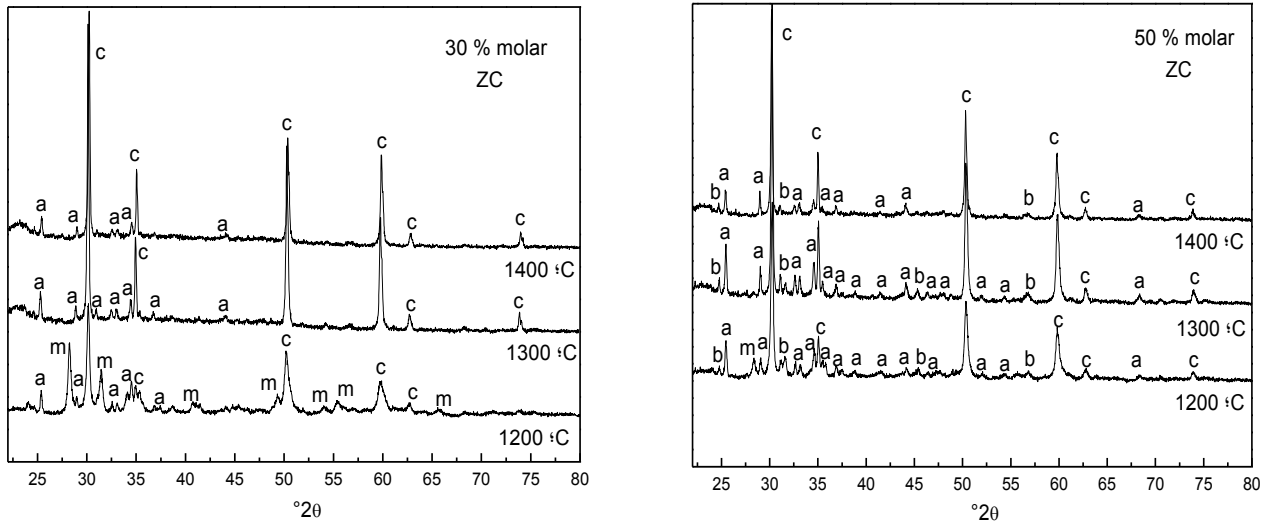 30 % molar
ZC
c
a a a a c a c c c c
1400 °C
a a a a a c a a c c
1300 °C
a m a m a a c a m m c m m c c m
1200 °C
25 30 35 40 45 50 55 60 65 70 75 80
°2θ
50 % molar
ZC
c
b a a b a c a a a a c b c c a c
1400 °C
b a a b a a a a a a a b a a c a a b c c a c
1300 °C
b a m a b a a c a a a a a b a c a a b c c a c
1200 °C
25 30 35 40 45 50 55 60 65 70 75 80
°2θ